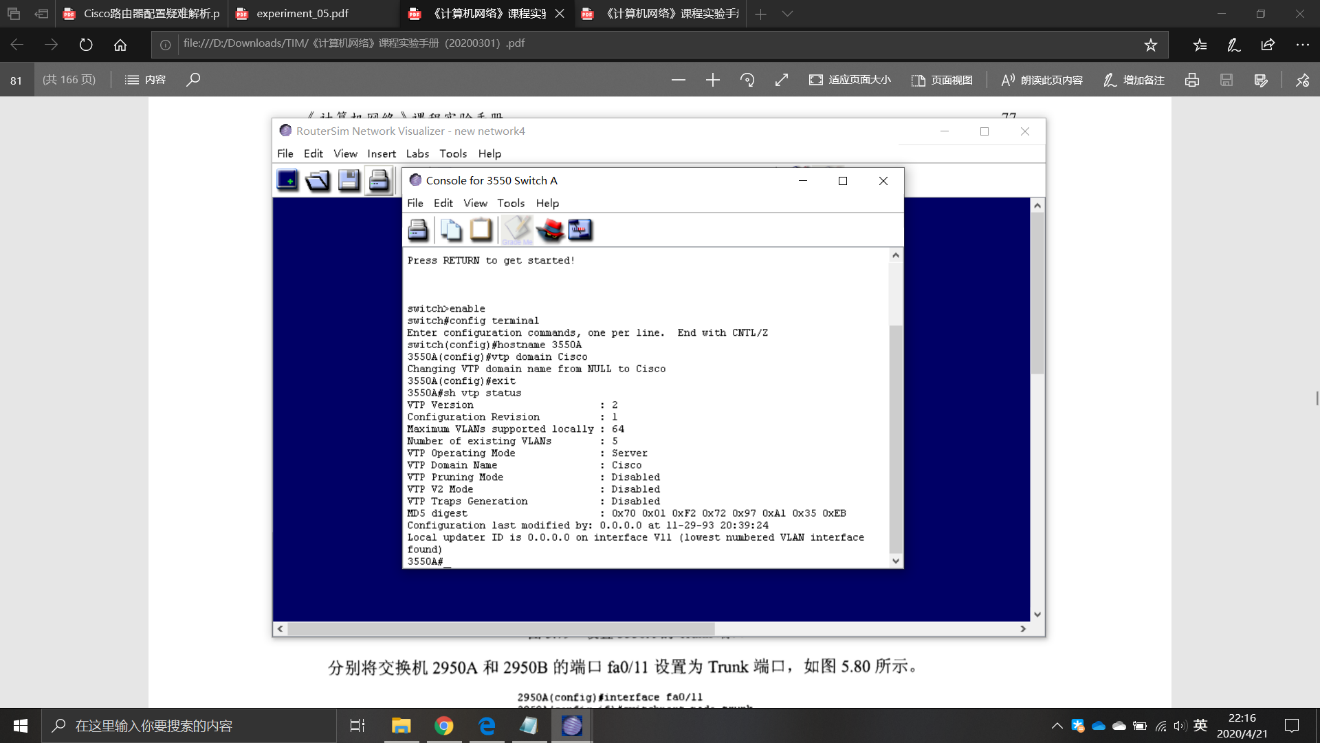 Cisco路由器配置疑难解析.p
experiment_05.pdf
《计算机网络》课程实
《计算机网络》课程实验手
file:///D:/Downloads/TIM/《计算机网络》课程实验手册（20200301）.pdf
81 (共 166 页) 内容 适应页面大小 页面视图 朗读此页内容 增加备注
RouterSim Network Visualizer - new network4
File Edit View Insert Labs Tools Help
Console for 3550 Switch A
File Edit View Tools Help
Press RETURN to get started!
switch>enable
switch#config terminal
Enter configuration commands, one per line.  End with CNTL/Z
switch(config)#hostname 3550A
3550A(config)#vtp domain Cisco
Changing VTP domain name from NULL to Cisco
3550A(config)#exit
3550A#sh vtp status
VTP Version : 2
Configuration Revision : 1
Maximum VLANs supported locally : 64
Number of existing VLANs : 5
VTP Operating Mode : Server
VTP Domain Name : Cisco
VTP Pruning Mode : Disabled
VTP V2 Mode : Disabled
VTP Traps Generation : Disabled
MD5 digest : 0x70 0x01 0xF2 0x72 0x97 0xA1 0x35 0xEB
Configuration last modified by: 0.0.0.0 at 11-29-93 20:39:24
Local updater ID is 0.0.0.0 on interface Vl1 (lowest numbered VLAN interface
found)
3550A#_
分别将交换机 2950A 和 2950B 的端口 fa0/11 设置为 Trunk 端口，如图 5.80 所示。
2950A(config)#interface fa0/11
在这里输入你要搜索的内容
英
22:16
2020/4/21